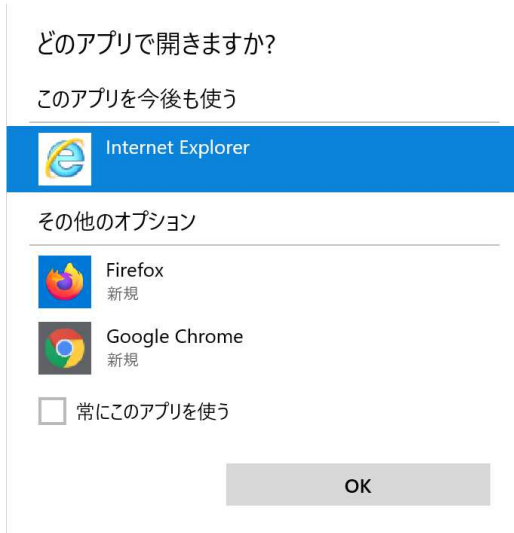 どのアプリで開きますか?
このアプリを今後も使う
Internet Explorer
その他のオプション
Firefox
新規
Google Chrome
新規
常にこのアプリを使う
OK